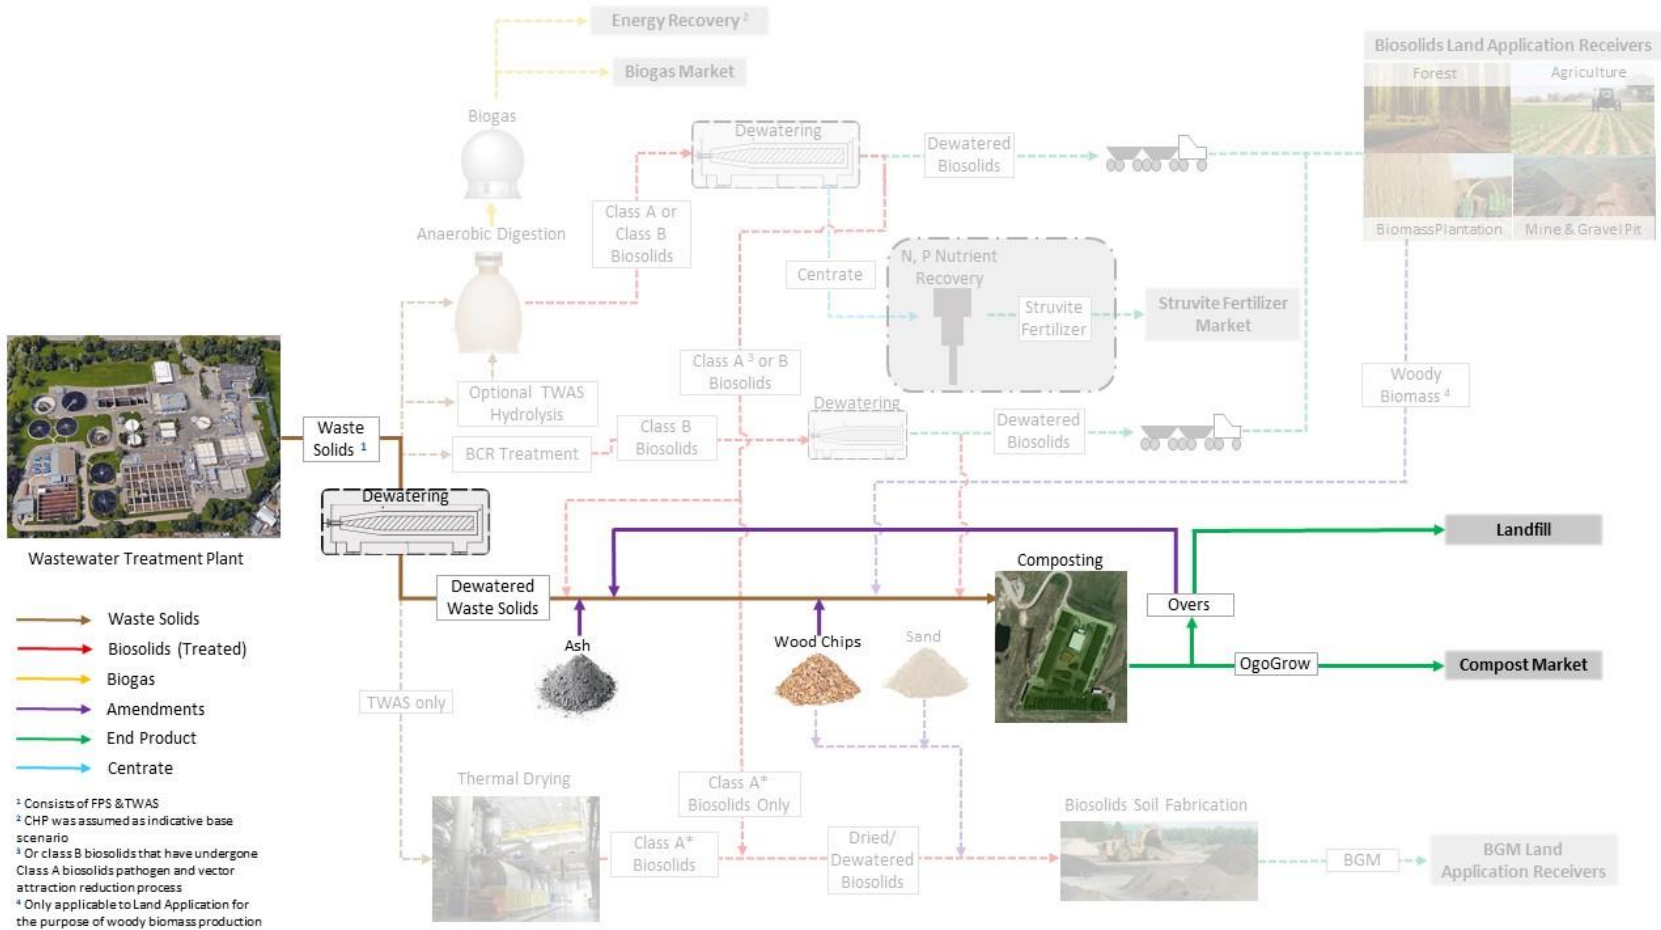 Energy Recovery 2
Biogas Market
Biogas
Anaerobic Digestion
Class A or
Class B
Biosolids
Dewatering
Dewatered
Biosolids
Biosolids Land Application Receivers
Forest
Agriculture
BiomassPlantation
Mine & Gravel Pit
Centrate
N, P Nutrient
Recovery
Struvite
Fertilizer
Struvite Fertilizer
Market
Class A 3 or B
Biosolids
Woody
Biomass 4
Optional TWAS
Hydrolysis
BCR Treatment
Class B
Biosolids
Dewatering
Dewatered
Biosolids
Waste
Solids 1
Dewatering
Wastewater Treatment Plant
Dewatered
Waste Solids
Ash
Wood Chips
Sand
Composting
Overs
OgoGrow
Landfill
Compost Market
Waste Solids
Biosolids (Treated)
Biogas
Amendments
End Product
Centrate
TWAS only
Thermal Drying
Class A*
Biosolids Only
Class A*
Biosolids
Dried/
Dewatered
Biosolids
Biosolids Soil Fabrication
BGM
BGM Land
Application Receivers
1 Consists of FPS & TWAS
2 CHP was assumed as indicative base
scenario
3 Or class B biosolids that have undergone
Class A biosolids pathogen and vector
attraction reduction process
4 Only applicable to Land Application for
the purpose of woody biomass production